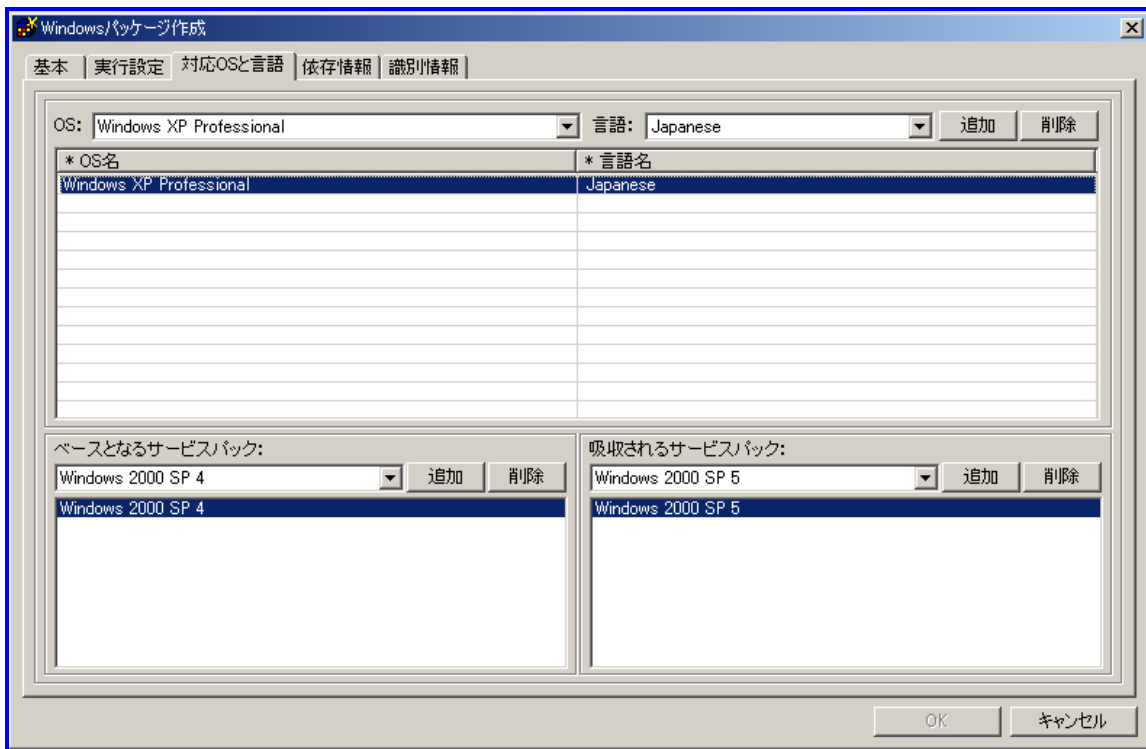 Windowsパッケージ作成
基本 実行設定 対応OSと言語 依存情報 識別情報
OS: Windows XP Professional 言語: Japanese 追加 削除
* OS名 * 言語名
Windows XP Professional Japanese
ベースとなるサービスパック: 吸収されるサービスパック:
Windows 2000 SP 4 追加 削除 Windows 2000 SP 5 追加 削除
Windows 2000 SP 4 Windows 2000 SP 5
OK キャンセル